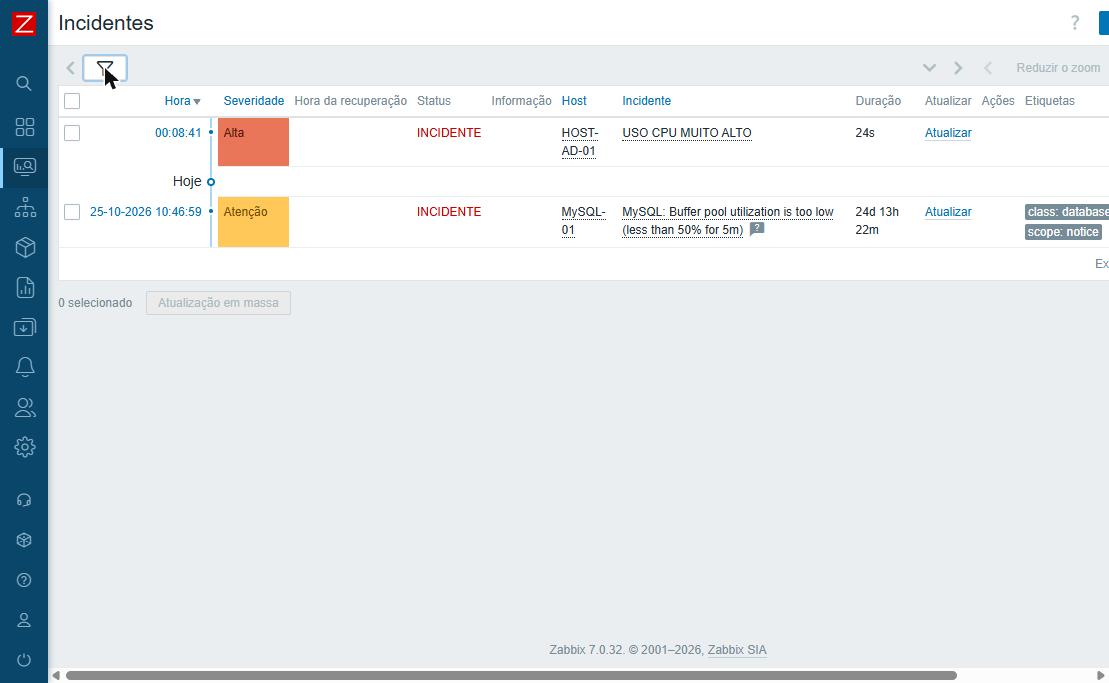 Z
Incidentes
?
Reduzir o zoom
Hora Severidade Hora da recuperação Status Informação Host Incidente Duração Atualizar Ações Etiquetas
00:08:41 Alta INCIDENTE HOST- USO CPU MUITO ALTO 24s Atualizar
AD-01
Hoje
25-10-2026 10:46:59 Atenção INCIDENTE MySQL- MySQL: Buffer pool utilization is too low 24d 13h Atualizar class: database
01 (less than 50% for 5m) ? 22m scope: notice
Ex
0 selecionado Atualização em massa
Zabbix 7.0.32. © 2001–2026, Zabbix SIA